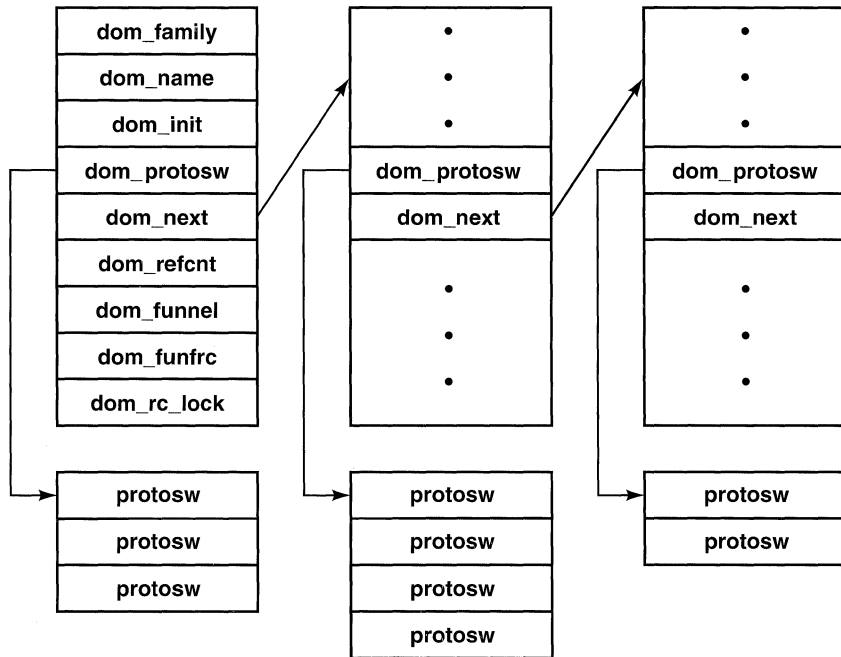 dom_family
dom_name
dom_init
dom_protosw
dom_next
dom_refcnt
dom_funnel
dom_funfrc
dom_rc_lock
protosw
protosw
protosw
dom_protosw
dom_next
protosw
protosw
protosw
protosw
dom_protosw
dom_next
protosw
protosw